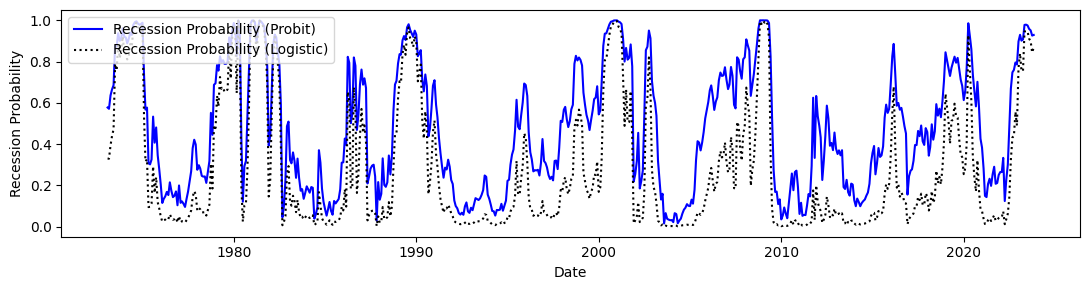 Recession Probability (Probit)
Recession Probability (Logistic)
Recession Probability
1.0
0.8
0.6
0.4
0.2
0.0
1980
1990
2000
2010
2020
Date